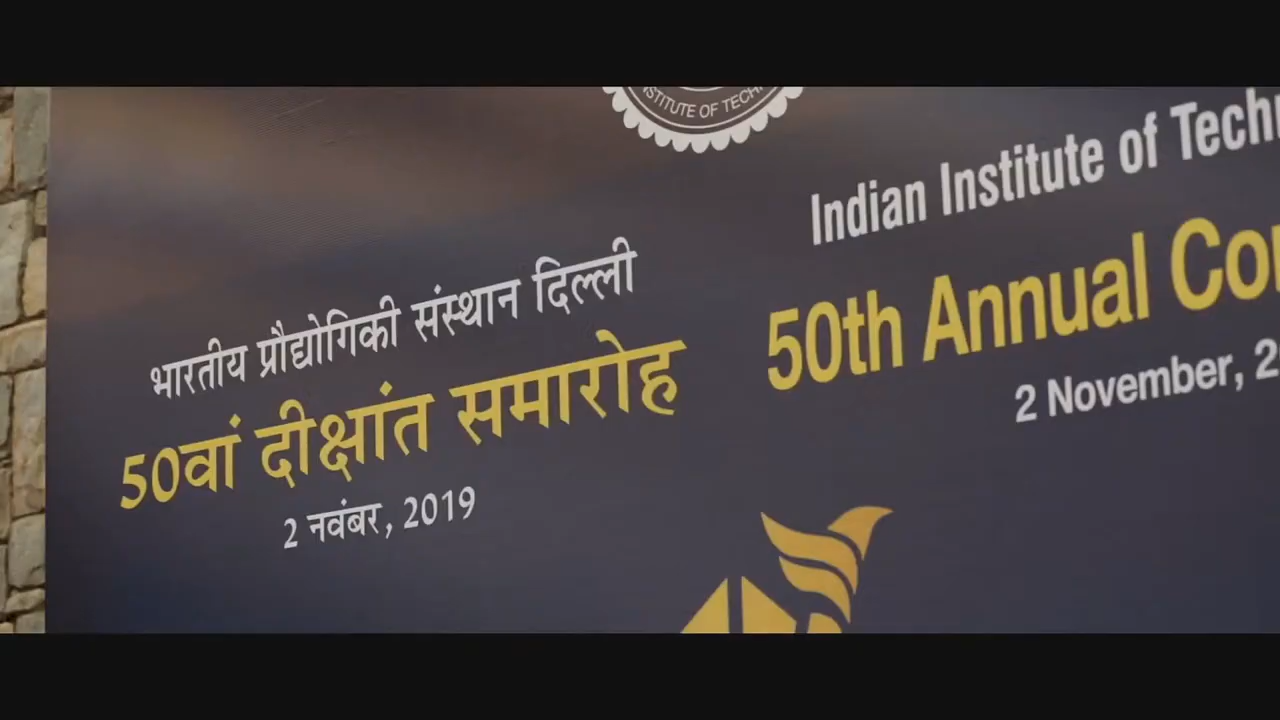 STITUTE OF TECH
भारतीय प्रौद्योगिकी संस्थान दिल्ली
50वां दीक्षांत समारोह
2 नवंबर, 2019
Indian Institute of Tech
50th Annual Co
2 November, 2